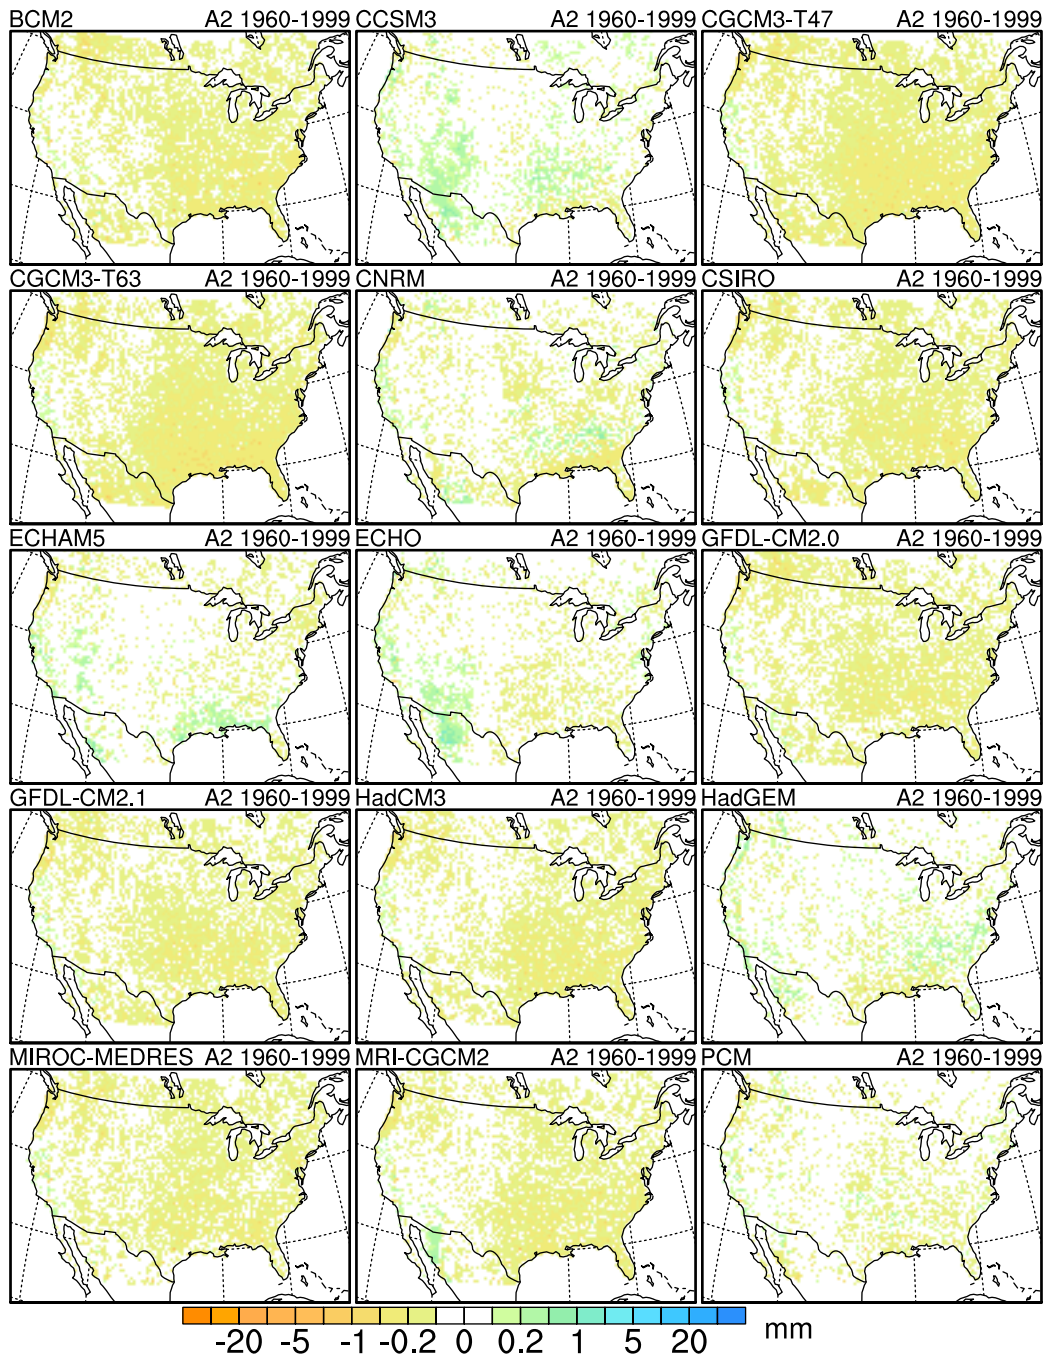 BCM2 A2 1960-1999 CCSM3 A2 1960-1999 CGCM3-T47 A2 1960-1999
CGCM3-T63 A2 1960-1999 CNRM A2 1960-1999 CSIRO A2 1960-1999
ECHAM5 A2 1960-1999 ECHO A2 1960-1999 GFDL-CM2.0 A2 1960-1999
GFDL-CM2.1 A2 1960-1999 HadCM3 A2 1960-1999 HadGEM A2 1960-1999
MIROC-MEDRES A2 1960-1999 MRI-CGCM2 A2 1960-1999 PCM A2 1960-1999
-20 -5 -1 -0.2 0 0.2 1 5 20 mm